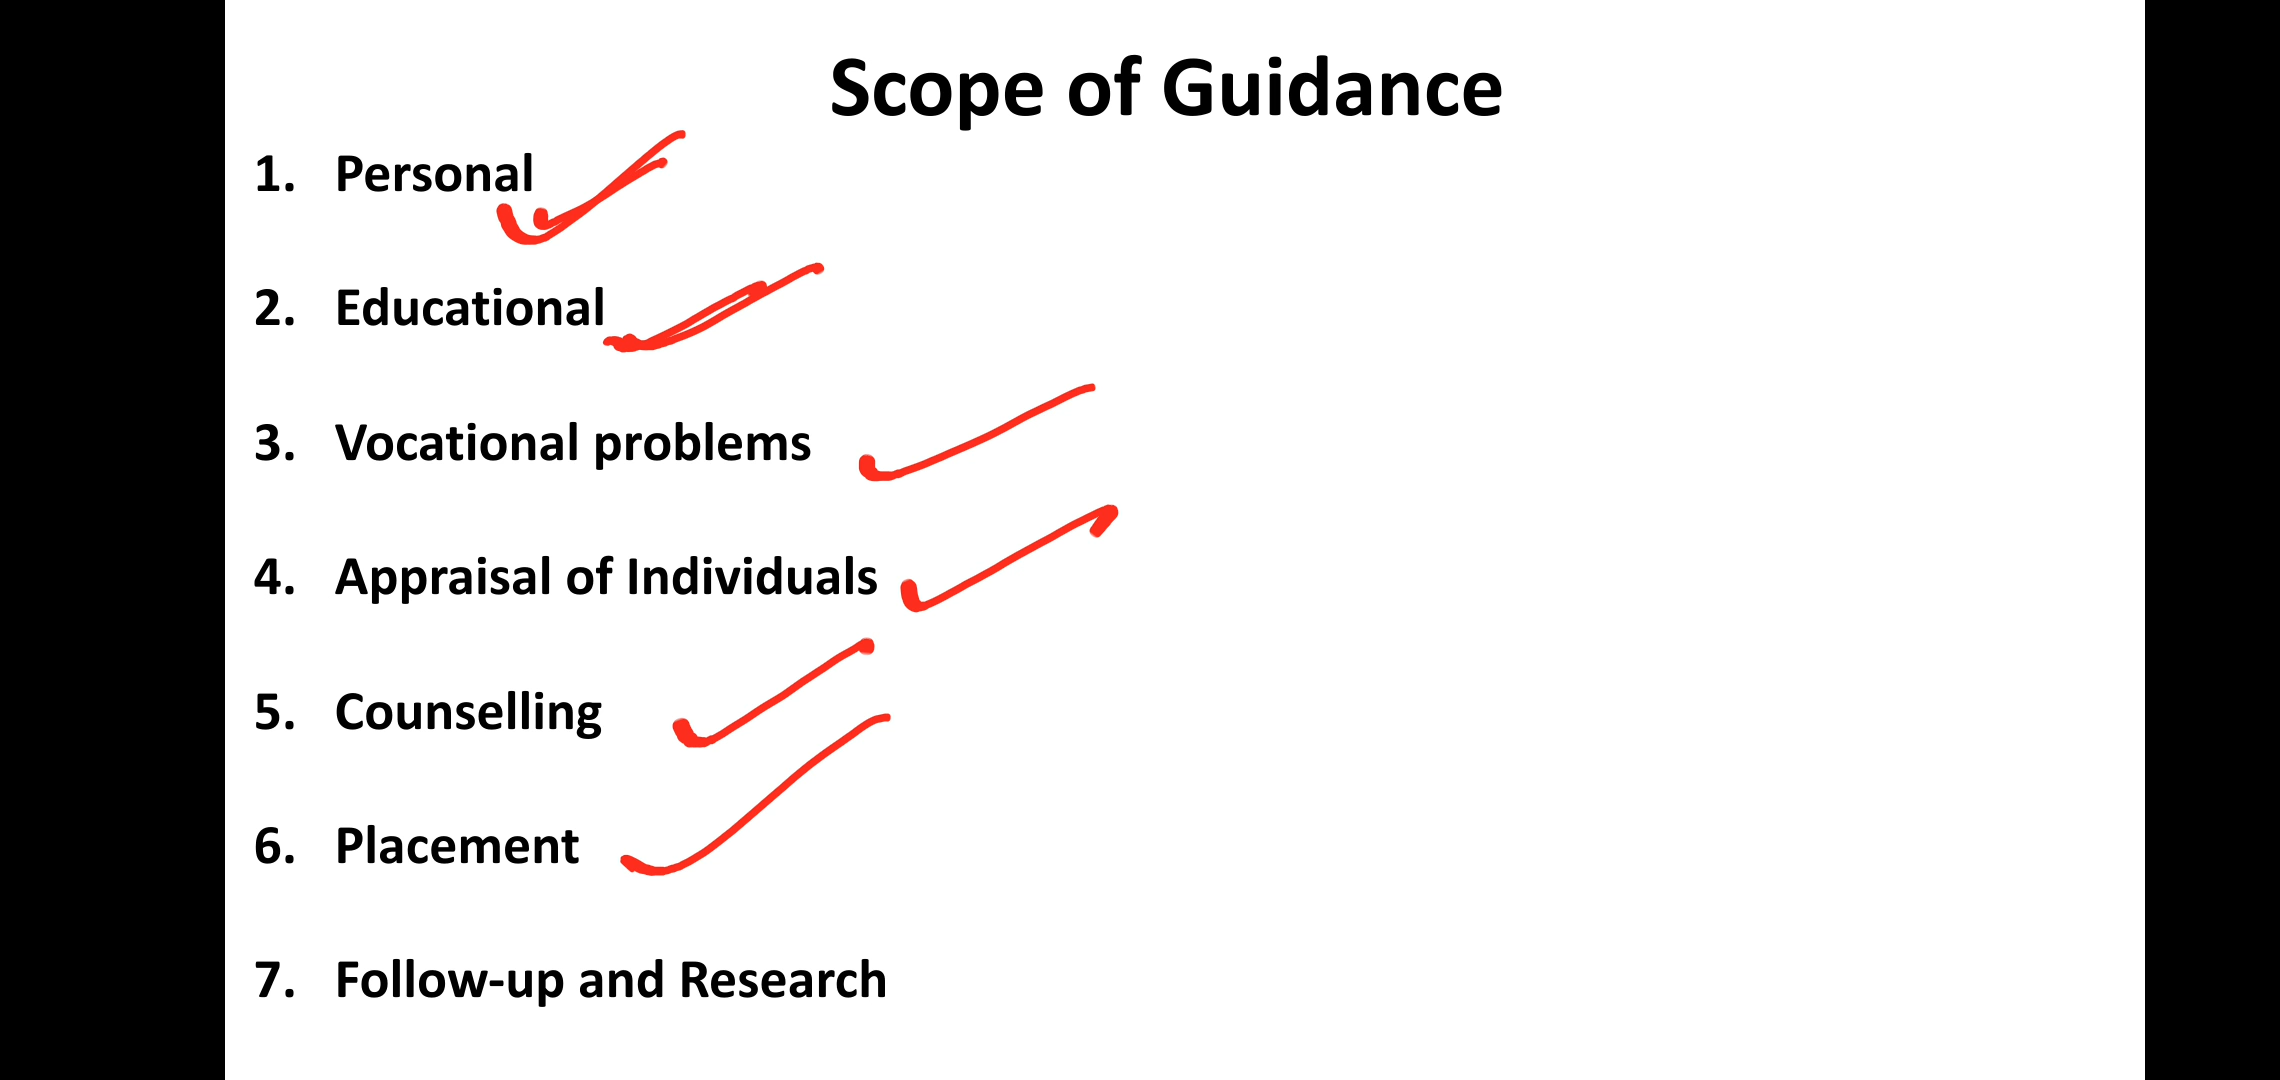 Scope of Guidance
1. Personal
2. Educational
3. Vocational problems
4. Appraisal of Individuals
5. Counselling
6. Placement
7. Follow-up and Research